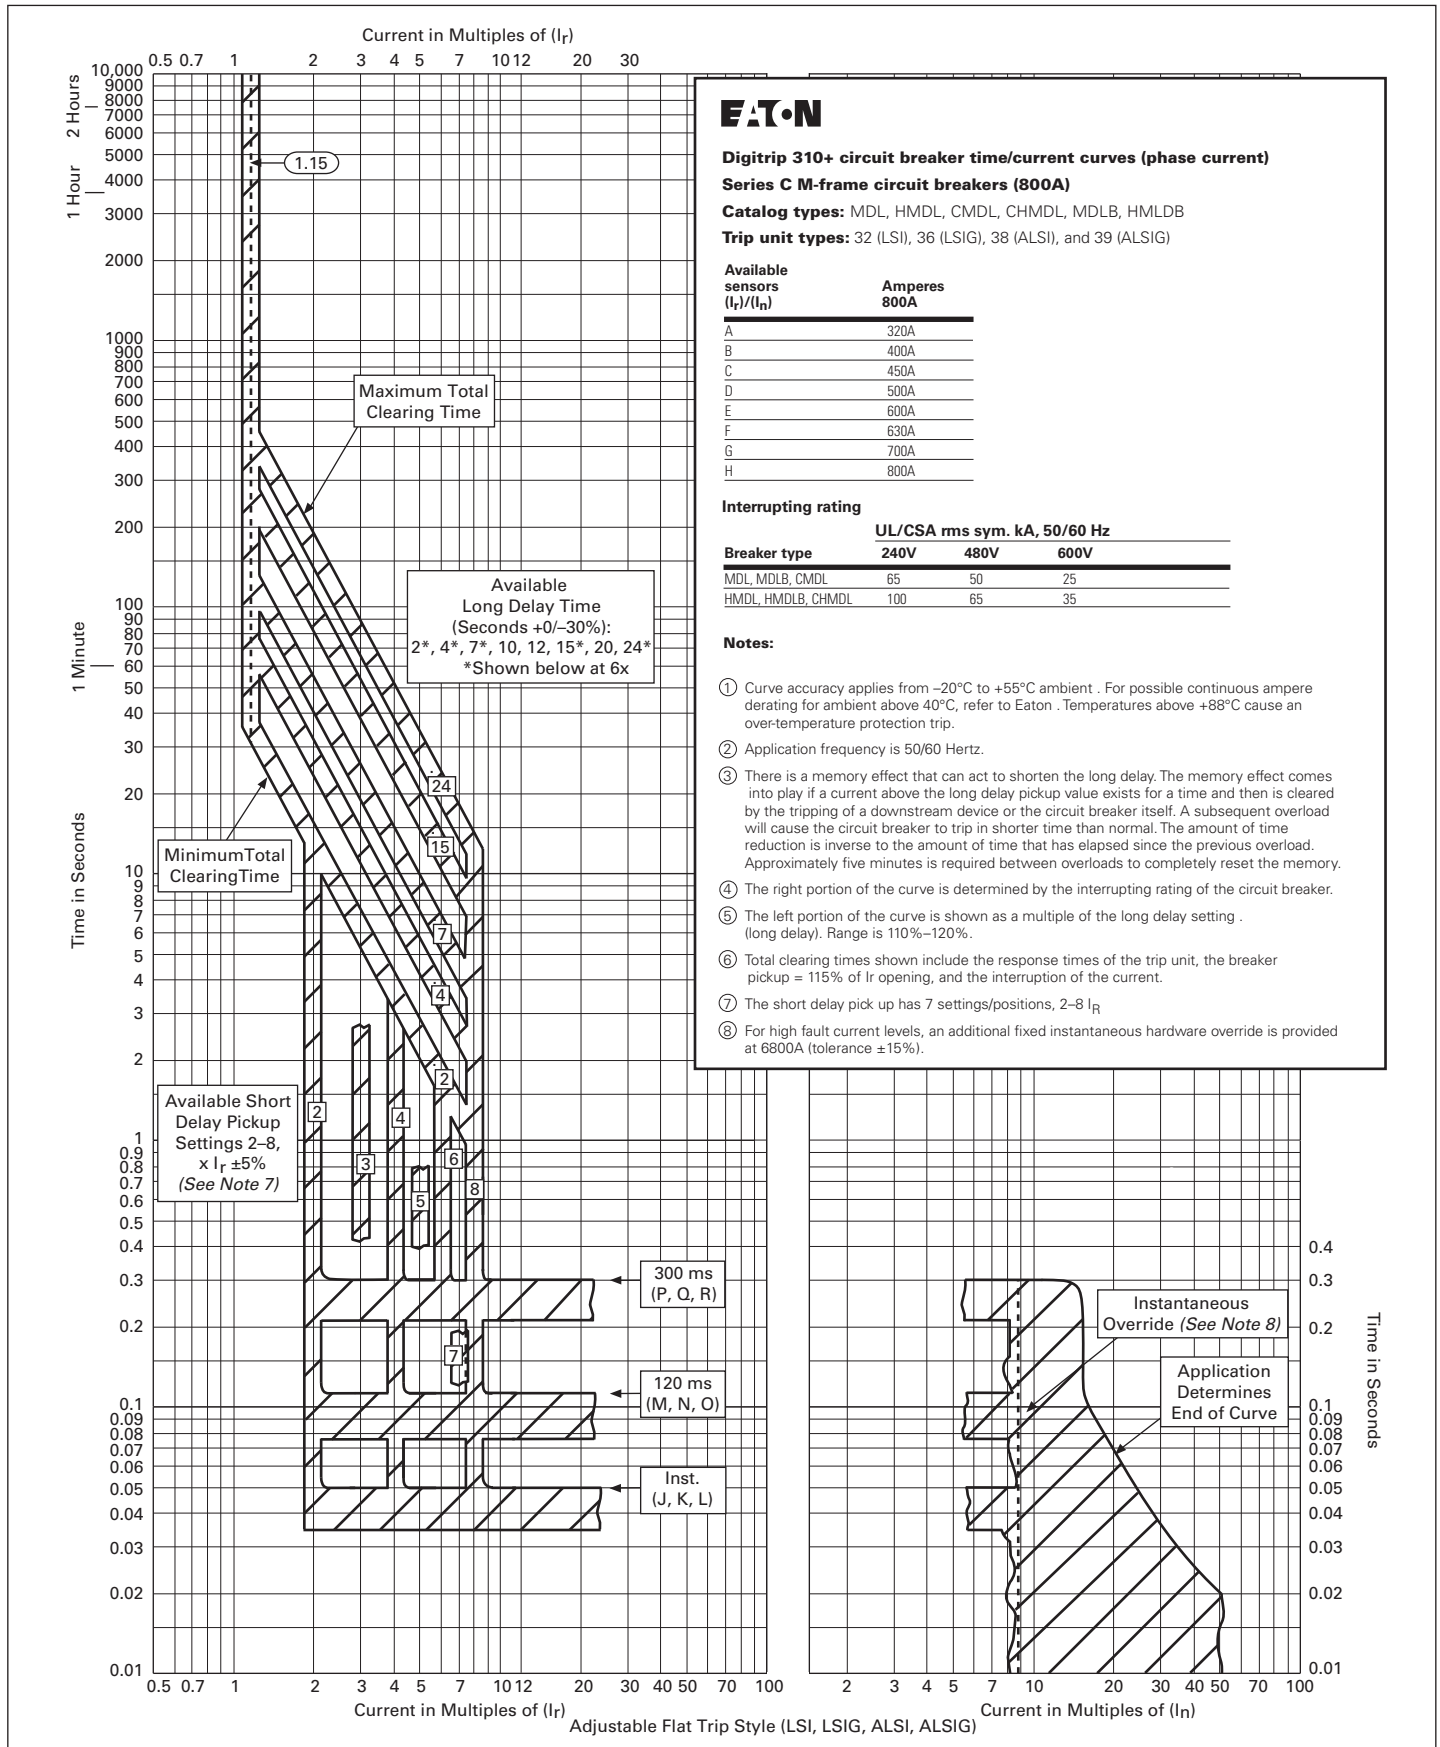 Current in Multiples of (Ir)
0.5 0.7 1 2 3 4 5 7 10 12 20 30
10,000
9000
8000
7000
6000
5000
4000
3000
2000
1000
900
800
700
600
500
400
300
200
100
90
80
70
60
50
40
30
20
10
9
8
7
6
5
4
3
2
1
0.9
0.8
0.7
0.6
0.5
0.4
0.3
0.2
0.1
0.09
0.08
0.07
0.06
0.05
0.04
0.03
0.02
0.01
2 Hours
1 Hour
1 Minute
Time in Seconds
1.15
Maximum Total
Clearing Time
Available
Long Delay Time
(Seconds +0/–30%):
2*, 4*, 7*, 10, 12, 15*, 20, 24*
*Shown below at 6x
24
15
7
4
2
Minimum Total
Clearing Time
Available Short
Delay Pickup
Settings 2–8,
x Ir ±5%
(See Note 7)
2
3
4
5
6
8
7
300 ms
(P, Q, R)
120 ms
(M, N, O)
Inst.
(J, K, L)
0.5 0.7 1 2 3 4 5 7 10 12 20 30 40 50 70 100
Current in Multiples of (Ir)
EATON
Digitrip 310+ circuit breaker time/current curves (phase current)
Series C M-frame circuit breakers (800A)
Catalog types: MDL, HMDL, CMDL, CHMDL, MDLB, HMLDB
Trip unit types: 32 (LSI), 36 (LSIG), 38 (ALSI), and 39 (ALSIG)
Available
sensors Amperes
(Ir)/(In) 800A
A 320A
B 400A
C 450A
D 500A
E 600A
F 630A
G 700A
H 800A
Interrupting rating
UL/CSA rms sym. kA, 50/60 Hz
Breaker type 240V 480V 600V
MDL, MDLB, CMDL 65 50 25
HMDL, HMDLB, CHMDL 100 65 35
Notes:
① Curve accuracy applies from –20°C to +55°C ambient . For possible continuous ampere
derating for ambient above 40°C, refer to Eaton . Temperatures above +88°C cause an
over-temperature protection trip.
② Application frequency is 50/60 Hertz.
③ There is a memory effect that can act to shorten the long delay. The memory effect comes
into play if a current above the long delay pickup value exists for a time and then is cleared
by the tripping of a downstream device or the circuit breaker itself. A subsequent overload
will cause the circuit breaker to trip in shorter time than normal. The amount of time
reduction is inverse to the amount of time that has elapsed since the previous overload.
Approximately five minutes is required between overloads to completely reset the memory.
④ The right portion of the curve is determined by the interrupting rating of the circuit breaker.
⑤ The left portion of the curve is shown as a multiple of the long delay setting .
(long delay). Range is 110%–120%.
⑥ Total clearing times shown include the response times of the trip unit, the breaker
pickup = 115% of Ir opening, and the interruption of the current.
⑦ The short delay pick up has 7 settings/positions, 2–8 IR
⑧ For high fault current levels, an additional fixed instantaneous hardware override is provided
at 6800A (tolerance ±15%).
Instantaneous
Override (See Note 8)
Application
Determines
End of Curve
0.4
0.3
0.2
0.1
0.09
0.08
0.07
0.06
0.05
0.04
0.03
0.02
0.01
Time in Seconds
2 3 4 5 7 10 20 30 40 50 70 100
Current in Multiples of (In)
Adjustable Flat Trip Style (LSI, LSIG, ALSI, ALSIG)